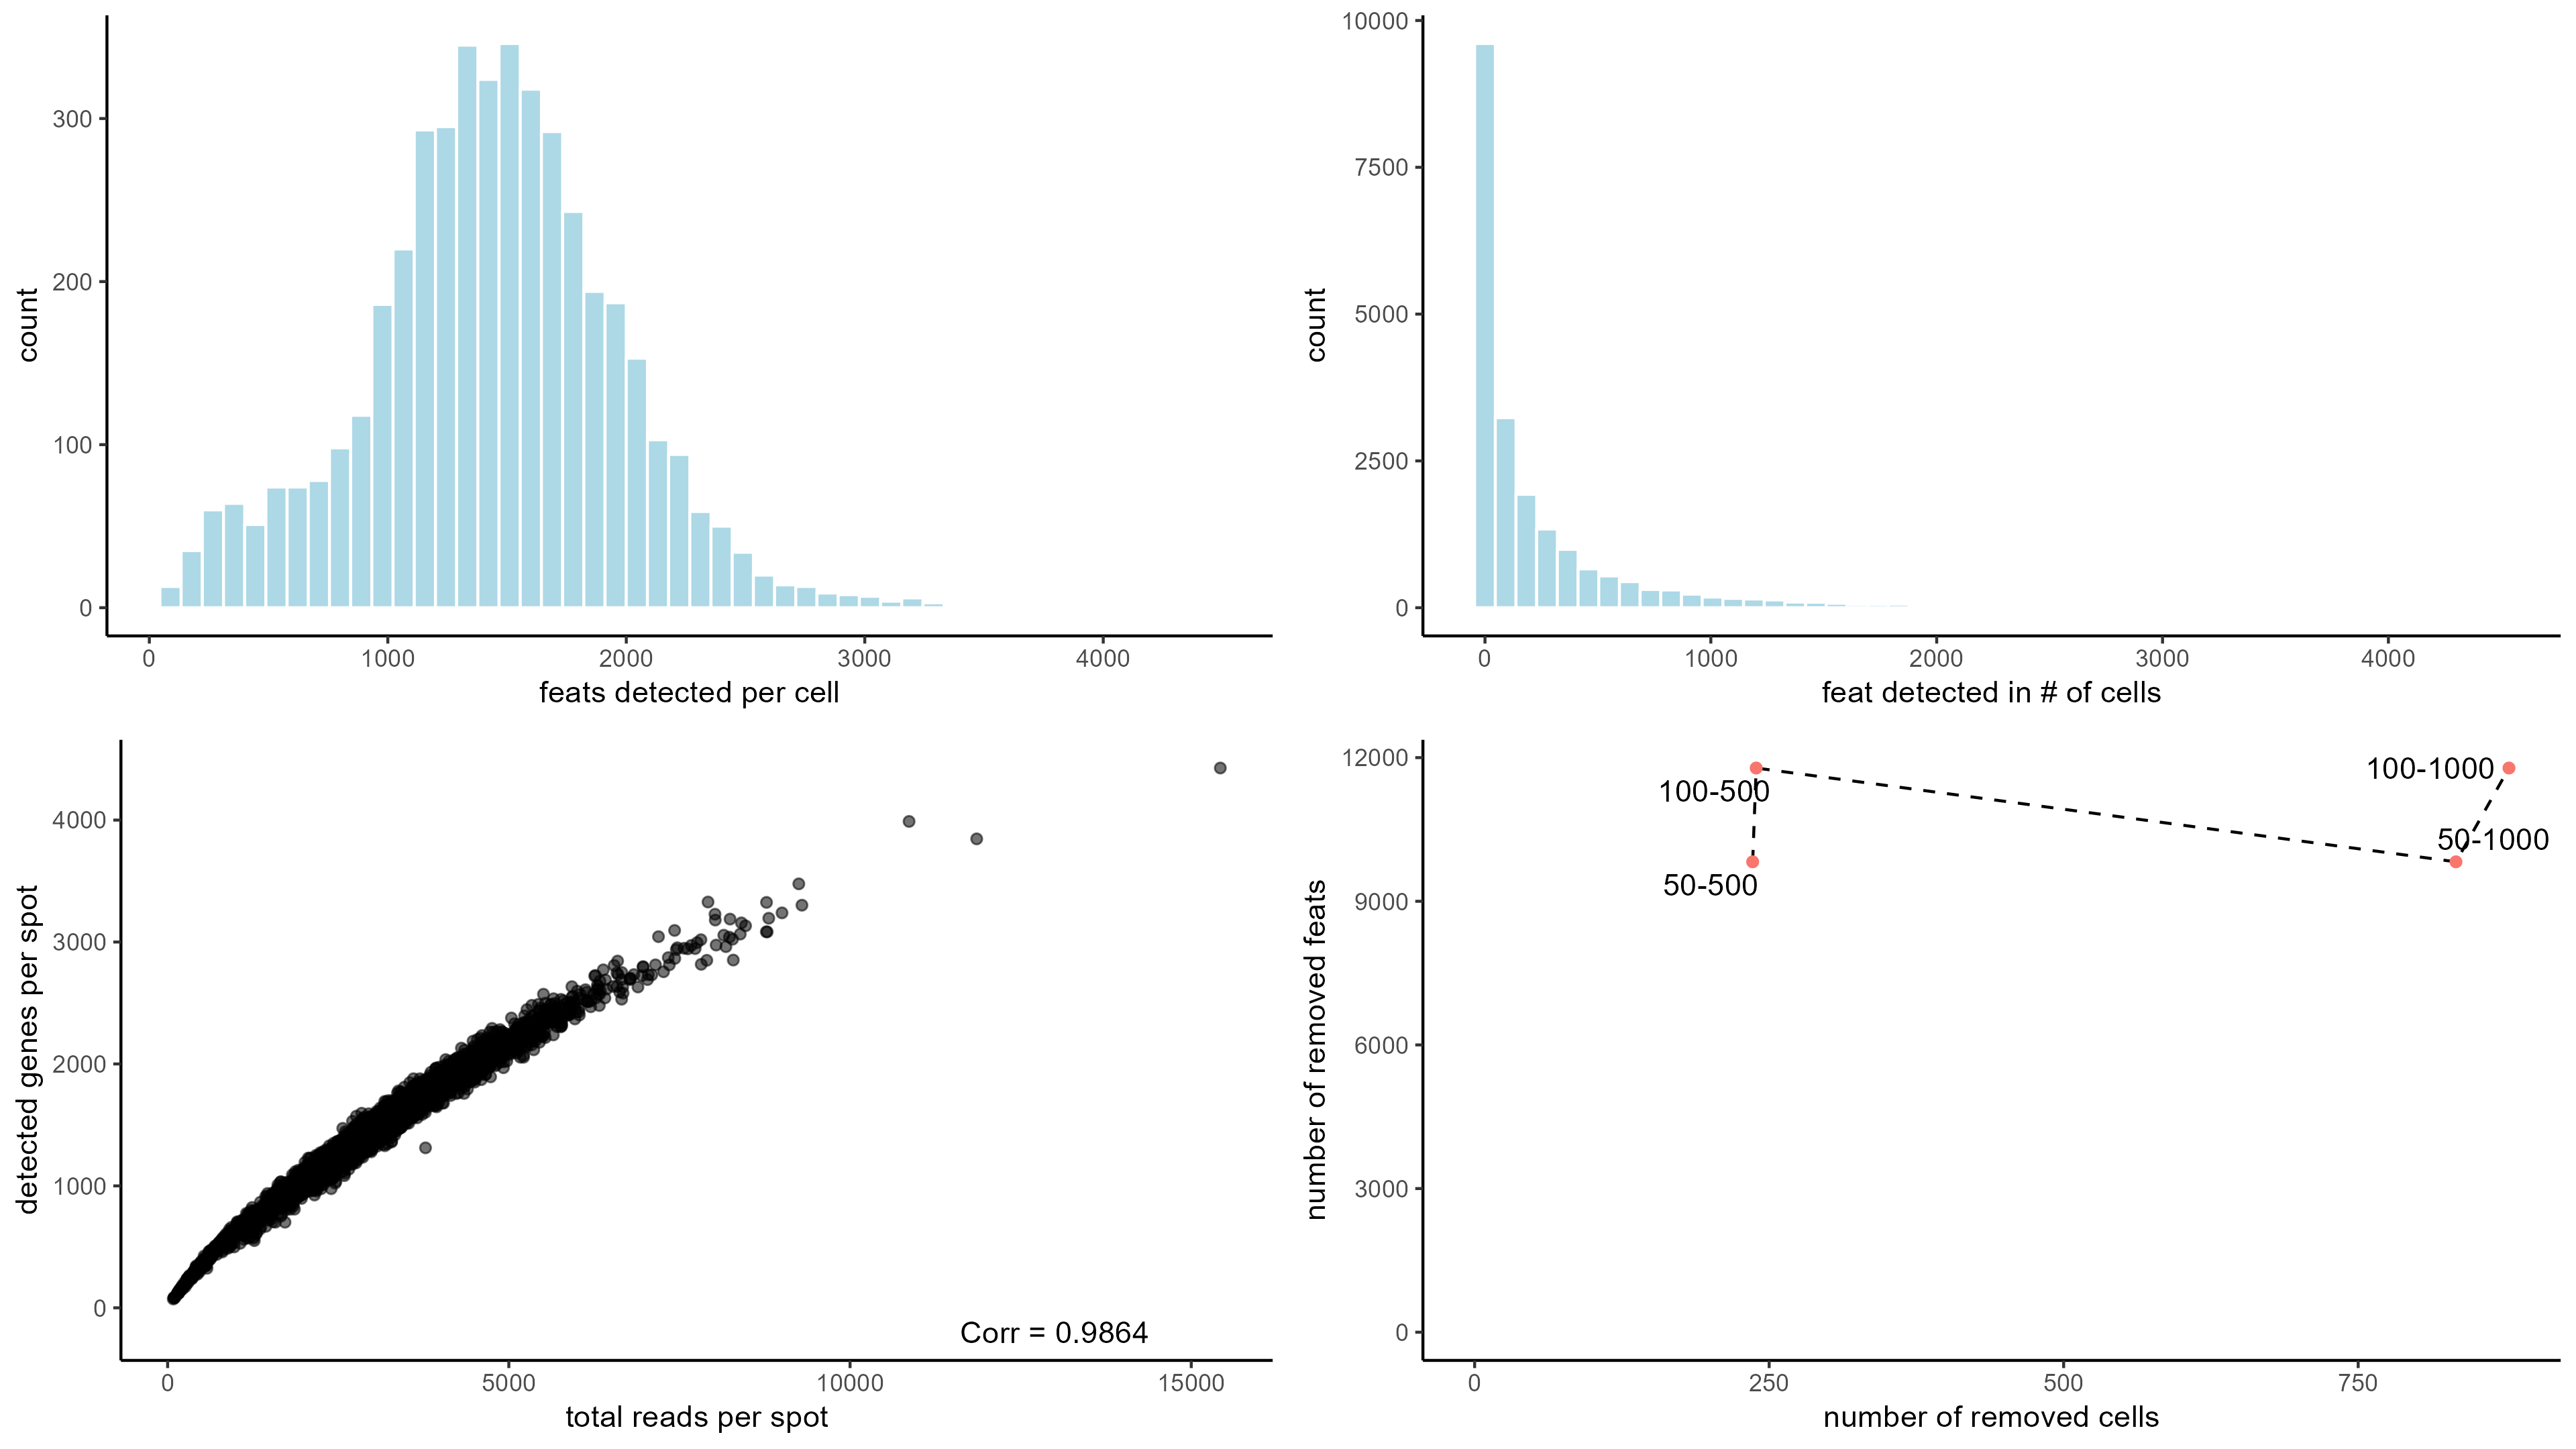 count
300
200
100
0
0 1000 2000 3000 4000
feats detected per cell
count
10000
7500
5000
2500
0
0 1000 2000 3000 4000
feat detected in # of cells
detected genes per spot
4000
3000
2000
1000
0
Corr = 0.9864
0 5000 10000 15000
total reads per spot
number of removed feats
12000
9000
6000
3000
0
100-500
100-1000
50-1000
50-500
0 250 500 750
number of removed cells